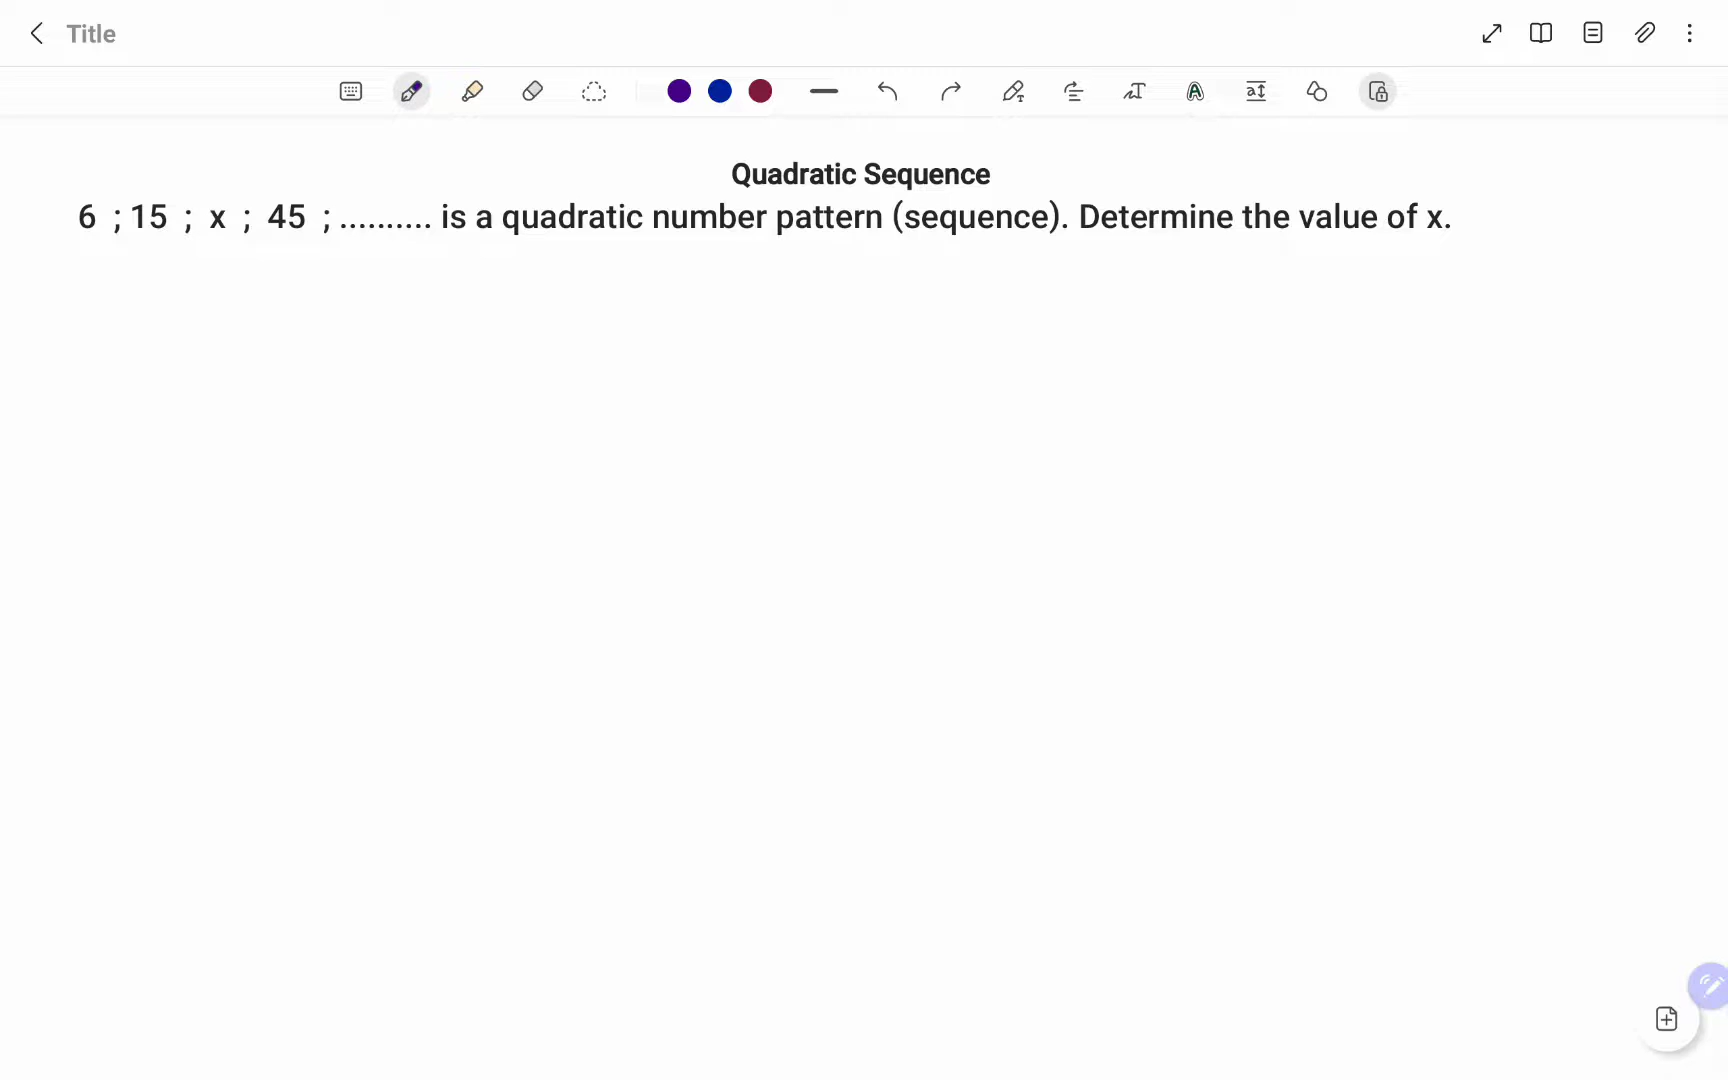 Title
Quadratic Sequence
6 ; 15 ; x ; 45 ; .......... is a quadratic number pattern (sequence). Determine the value of x.